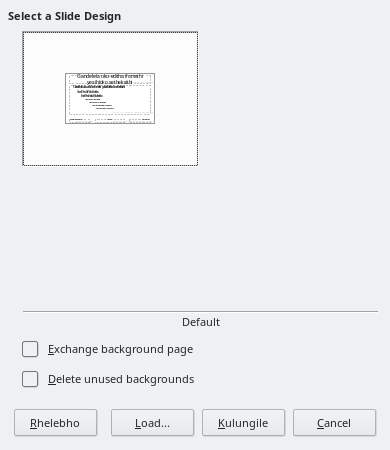 Select a Slide Design
Default
Exchange background page
Delete unused backgrounds
Rhelebho
Load...
Kulungile
Cancel